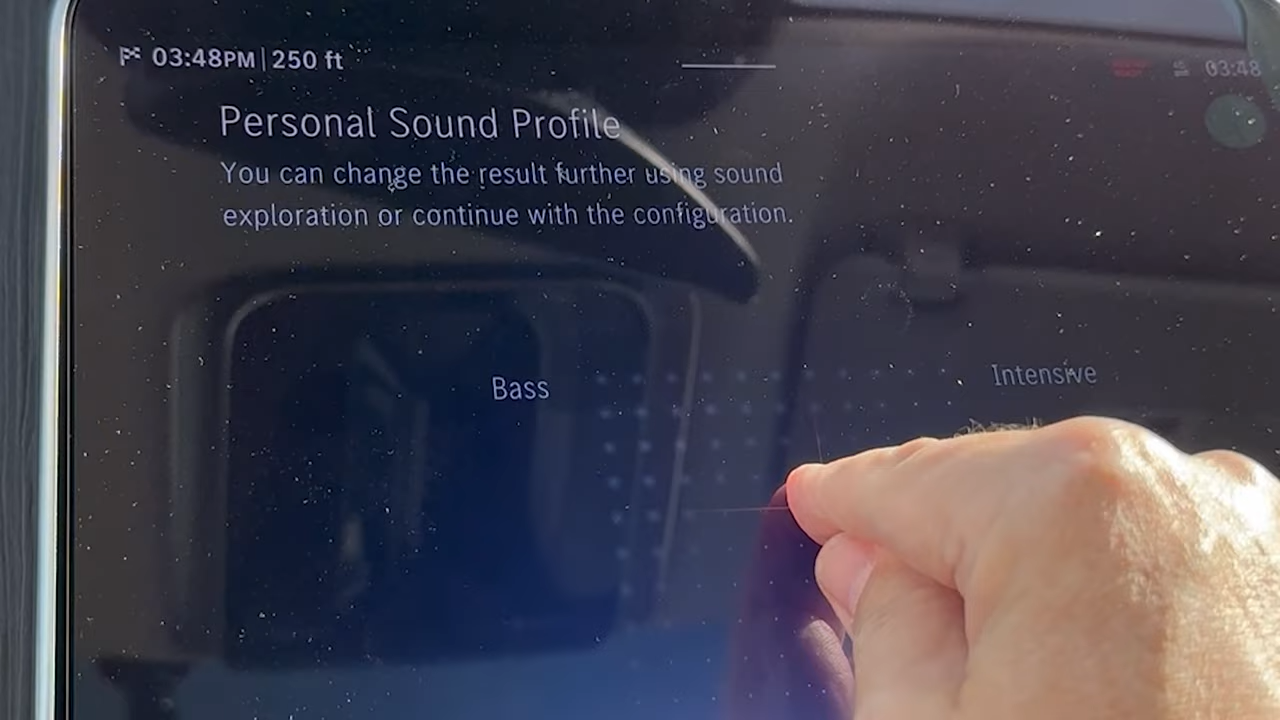 03:48PM | 250 ft
03:48
Personal Sound Profile
You can change the result further using sound
exploration or continue with the configuration.
Bass
Intensive